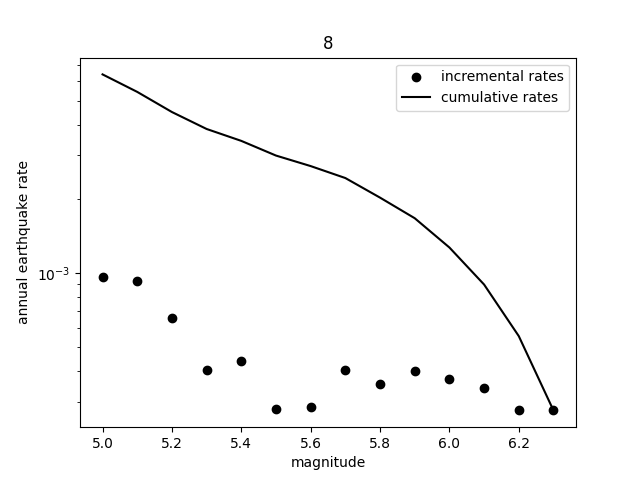 8
incremental rates
cumulative rates
annual earthquake rate
10⁻³
5.0 5.2 5.4 5.6 5.8 6.0 6.2
magnitude